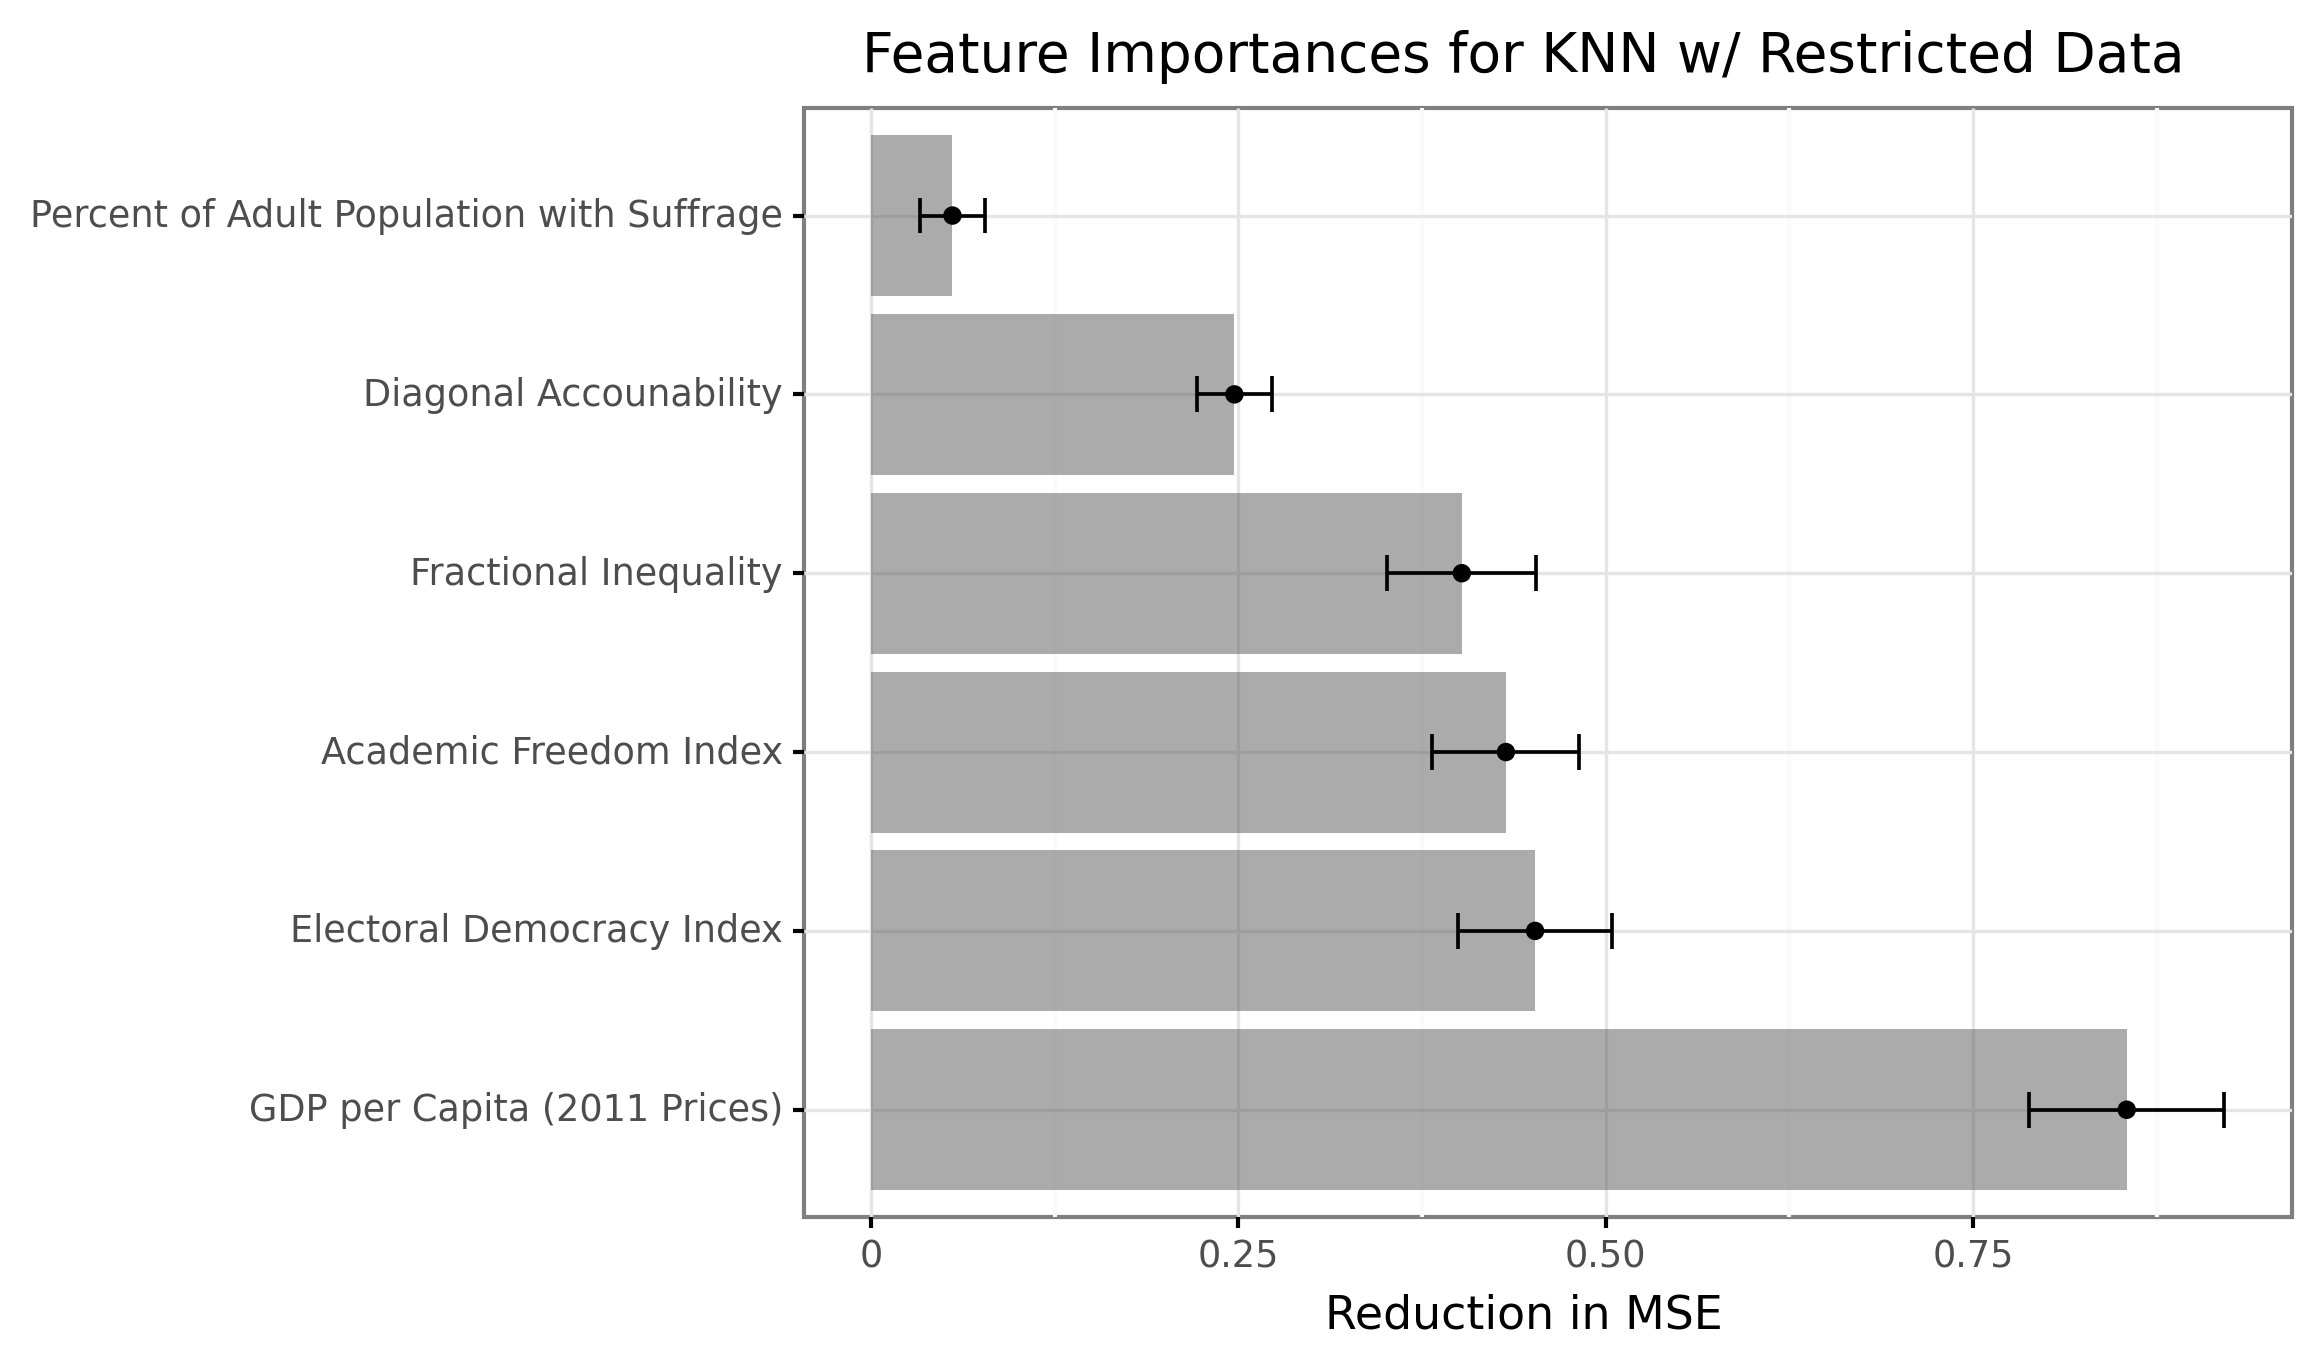 Feature Importances for KNN w/ Restricted Data
Percent of Adult Population with Suffrage
Diagonal Accounability
Fractional Inequality
Academic Freedom Index
Electoral Democracy Index
GDP per Capita (2011 Prices)
0 0.25 0.50 0.75
Reduction in MSE